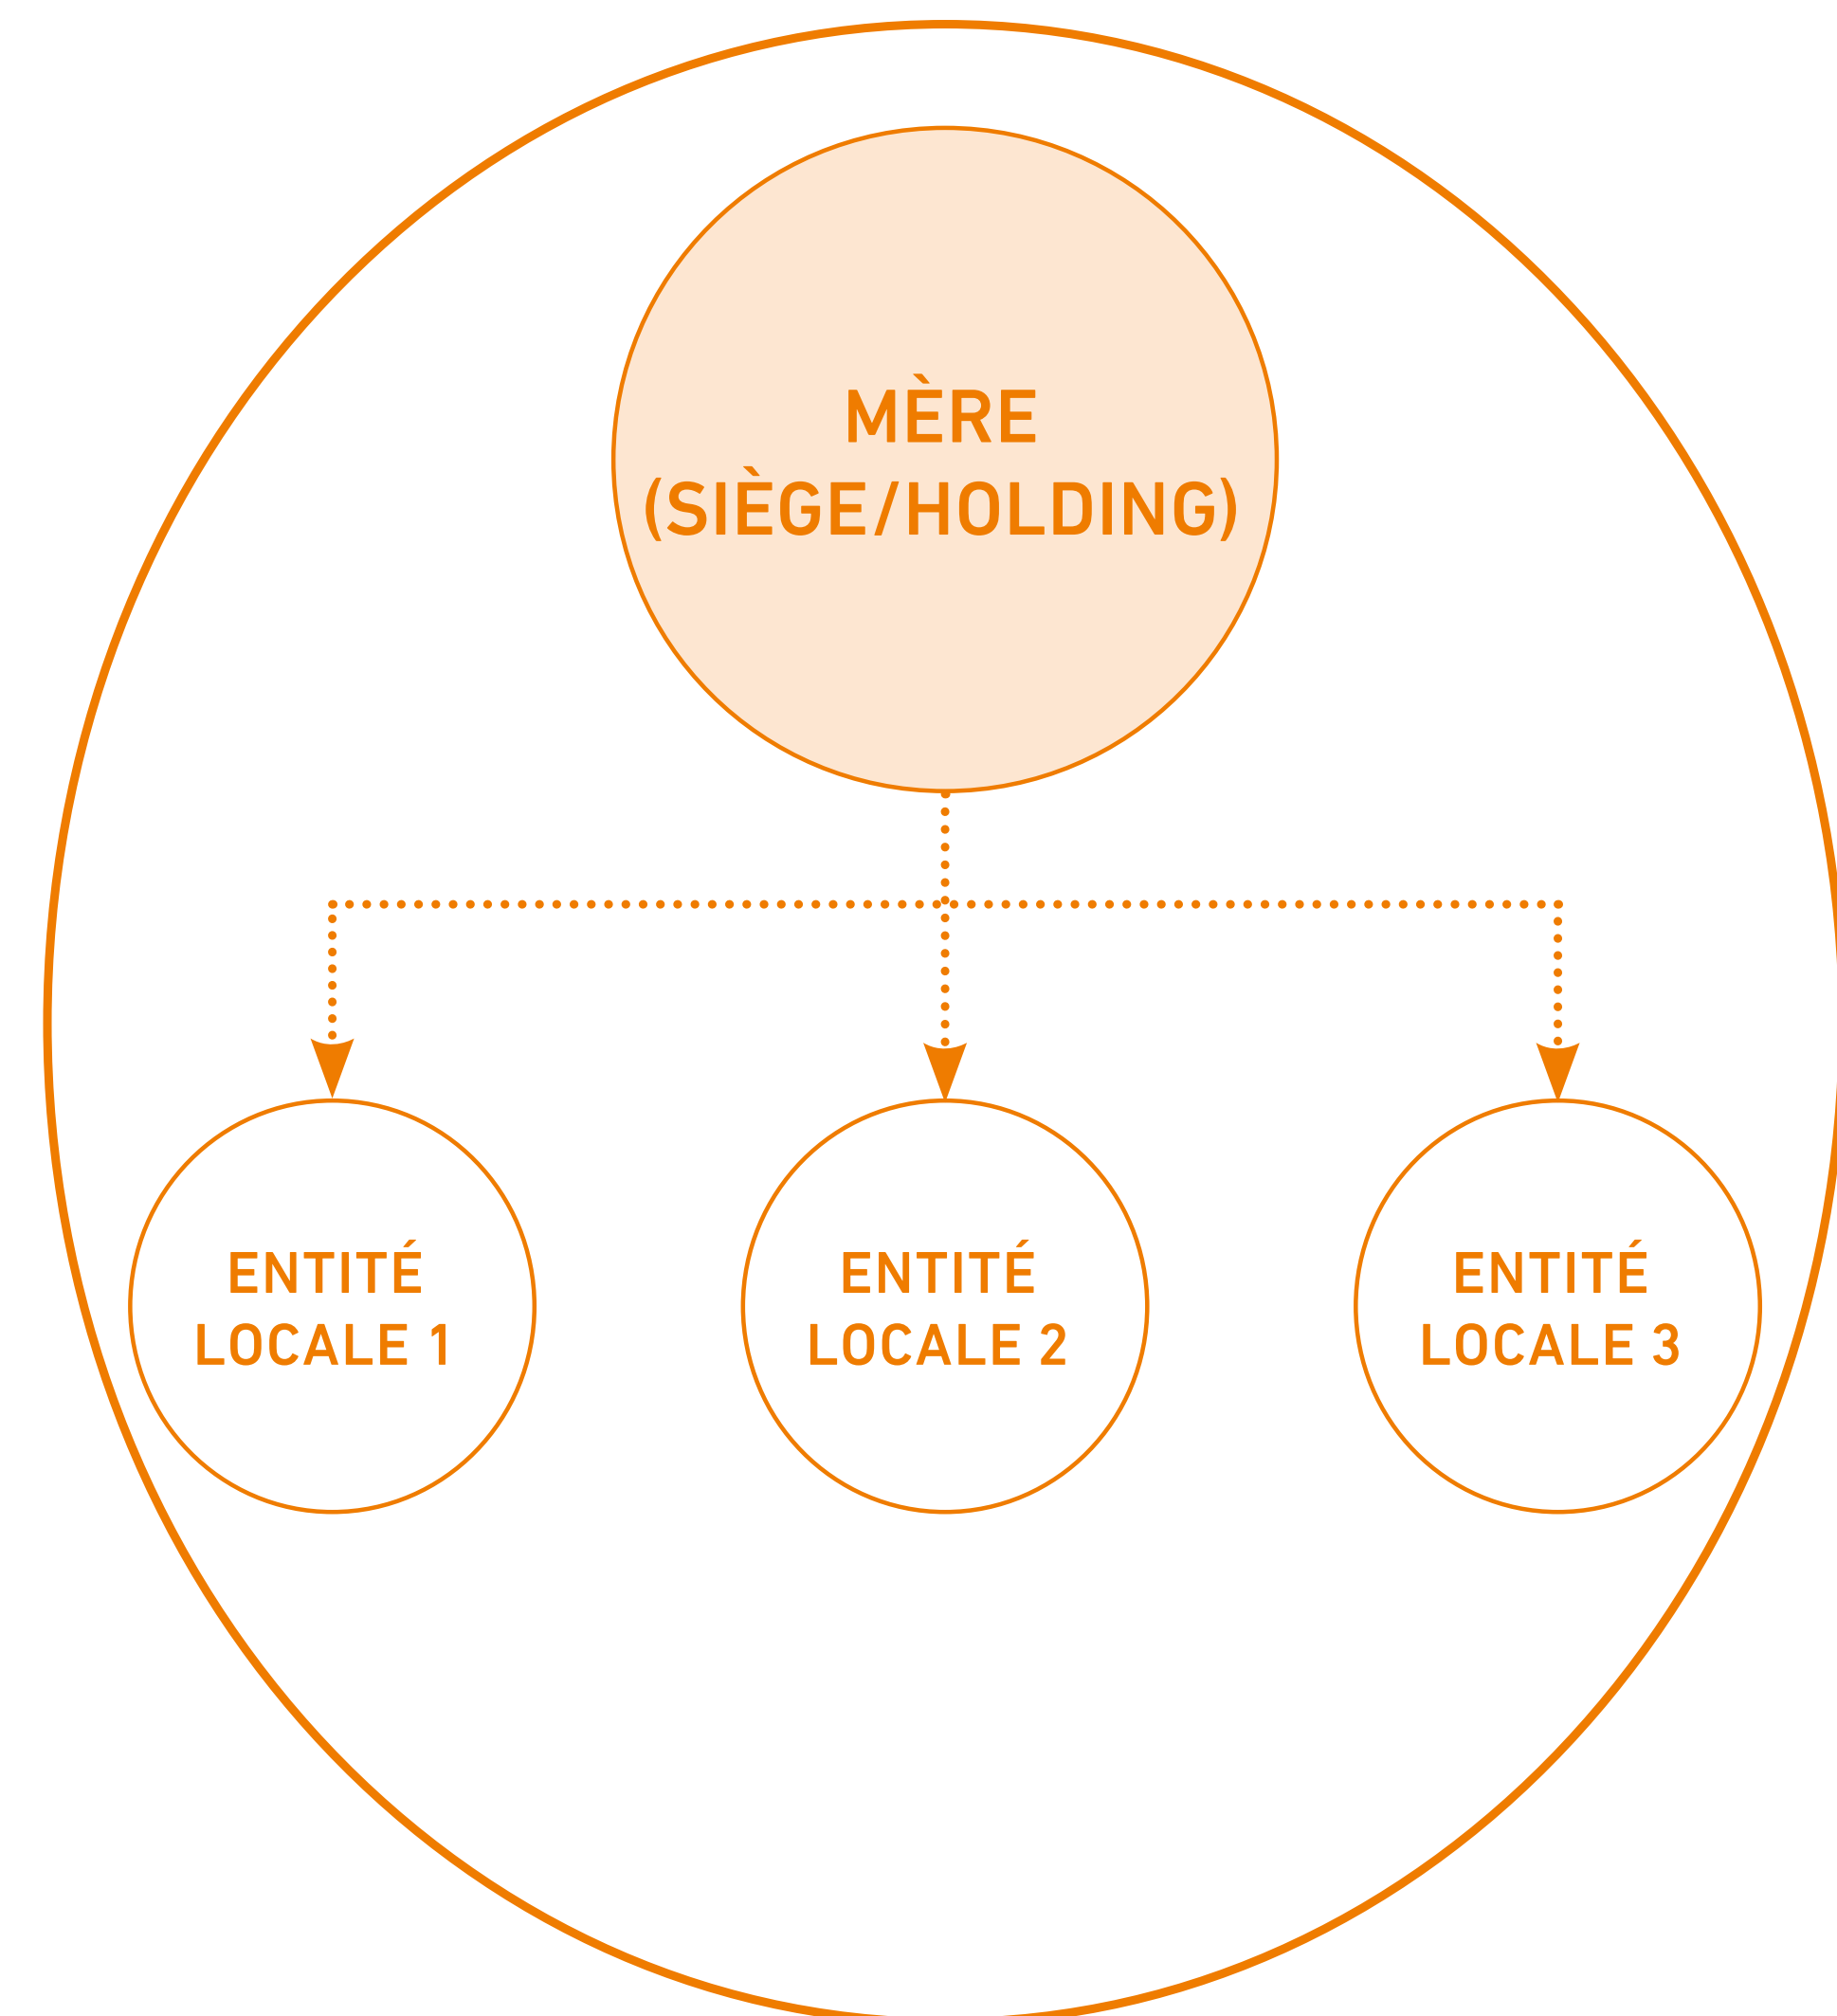 MÈRE
(SIÈGE/HOLDING)
ENTITÉ
LOCALE 1
ENTITÉ
LOCALE 2
ENTITÉ
LOCALE 3